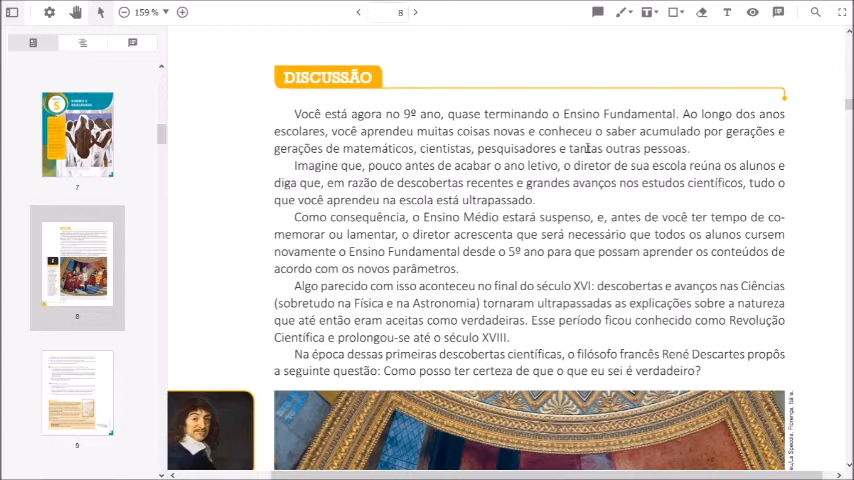 159 %
8
DISCUSSÃO
Você está agora no 9º ano, quase terminando o Ensino Fundamental. Ao longo dos anos
escolares, você aprendeu muitas coisas novas e conheceu o saber acumulado por gerações e
gerações de matemáticos, cientistas, pesquisadores e tantas outras pessoas.
Imagine que, pouco antes de acabar o ano letivo, o diretor de sua escola reúna os alunos e
diga que, em razão de descobertas recentes e grandes avanços nos estudos científicos, tudo o
que você aprendeu na escola está ultrapassado.
Como consequência, o Ensino Médio estará suspenso, e, antes de você ter tempo de co-
memorar ou lamentar, o diretor acrescenta que será necessário que todos os alunos cursem
novamente o Ensino Fundamental desde o 5º ano para que possam aprender os conteúdos de
acordo com os novos parâmetros.
Algo parecido com isso aconteceu no final do século XVI: descobertas e avanços nas Ciências
(sobretudo na Física e na Astronomia) tornaram ultrapassadas as explicações sobre a natureza
que até então eram aceitas como verdadeiras. Esse período ficou conhecido como Revolução
Científica e prolongou-se até o século XVIII.
Na época dessas primeiras descobertas científicas, o filósofo francês René Descartes propôs
a seguinte questão: Como posso ter certeza de que o que eu sei é verdadeiro?
5
7
8
9
eu/La Specola, Florença, Itália.